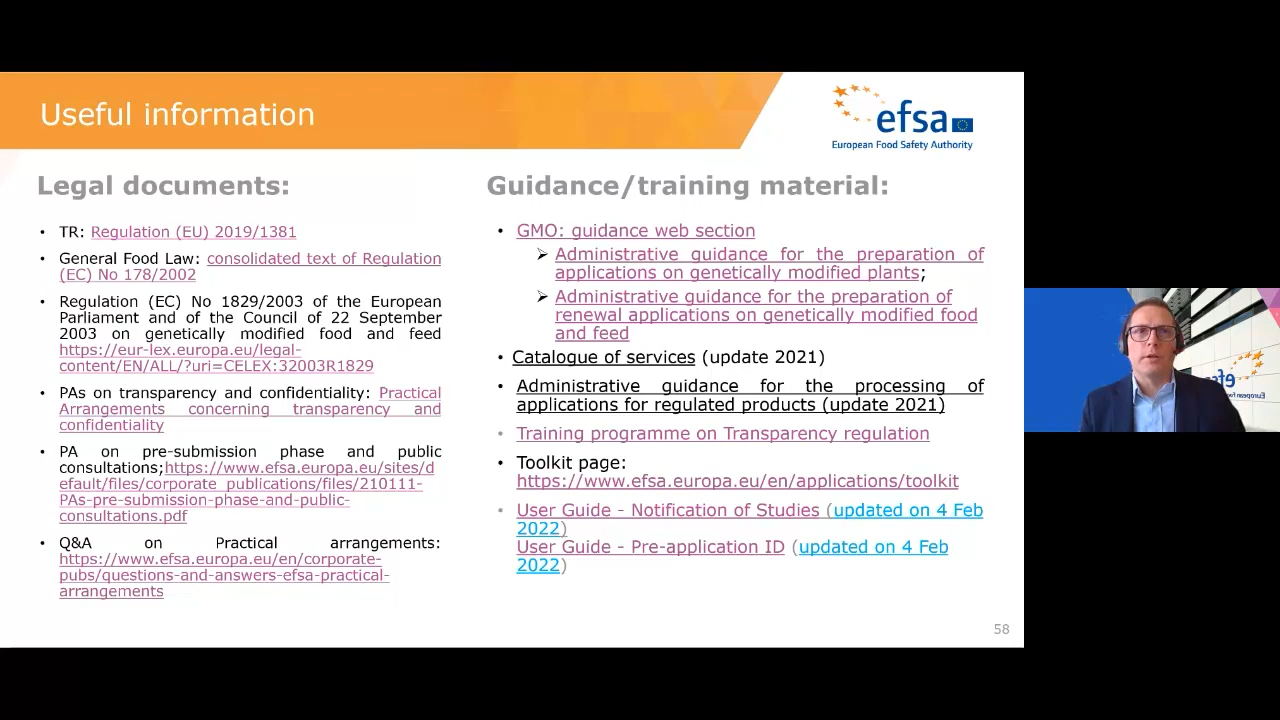 Useful information
efsa
European Food Safety Authority
Legal documents:
• TR: Regulation (EU) 2019/1381
• General Food Law: consolidated text of Regulation
(EC) No 178/2002
• Regulation (EC) No 1829/2003 of the European
Parliament and of the Council of 22 September
2003 on genetically modified food and feed
https://eur-lex.europa.eu/legal-
content/EN/ALL/?uri=CELEX:32003R1829
• PAs on transparency and confidentiality: Practical
Arrangements concerning transparency and
confidentiality
• PA on pre-submission phase and public
consultations;https://www.efsa.europa.eu/sites/d
efault/files/corporate_publications/files/210111-
PAs-pre-submission-phase-and-public-
consultations.pdf
• Q&A on Practical arrangements:
https://www.efsa.europa.eu/en/corporate-
pubs/questions-and-answers-efsa-practical-
arrangements
Guidance/training material:
• GMO: guidance web section
➢ Administrative guidance for the preparation of
applications on genetically modified plants;
➢ Administrative guidance for the preparation of
renewal applications on genetically modified food
and feed
• Catalogue of services (update 2021)
• Administrative guidance for the processing of
applications for regulated products (update 2021)
• Training programme on Transparency regulation
• Toolkit page:
https://www.efsa.europa.eu/en/applications/toolkit
• User Guide - Notification of Studies (updated on 4 Feb
2022)
User Guide - Pre-application ID (updated on 4 Feb
2022)
58
efsa